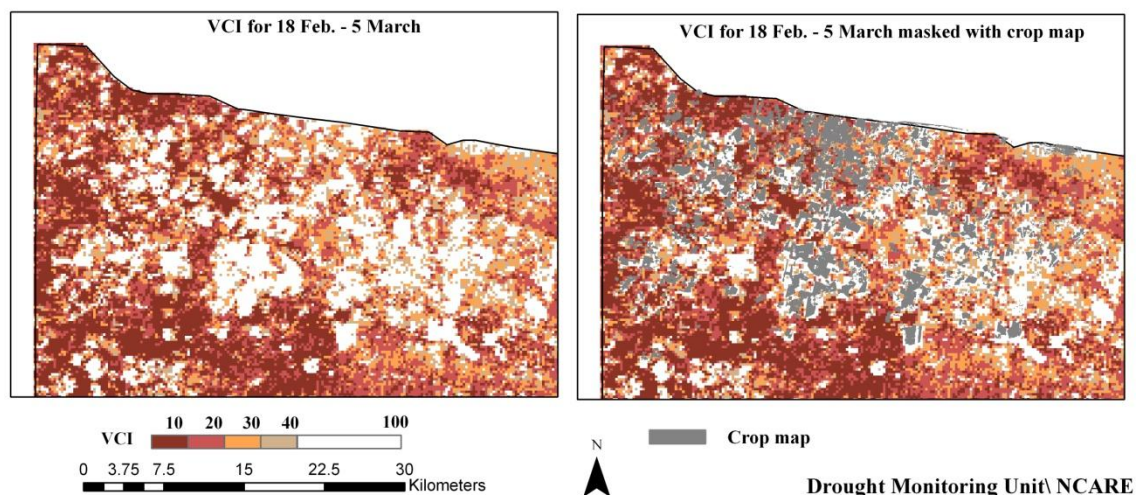 VCI for 18 Feb. - 5 March
VCI for 18 Feb. - 5 March masked with crop map
10 20 30 40 100
VCI
0 3.75 7.5 15 22.5 30
Kilometers
N
Crop map
Drought Monitoring Unit\ NCARE